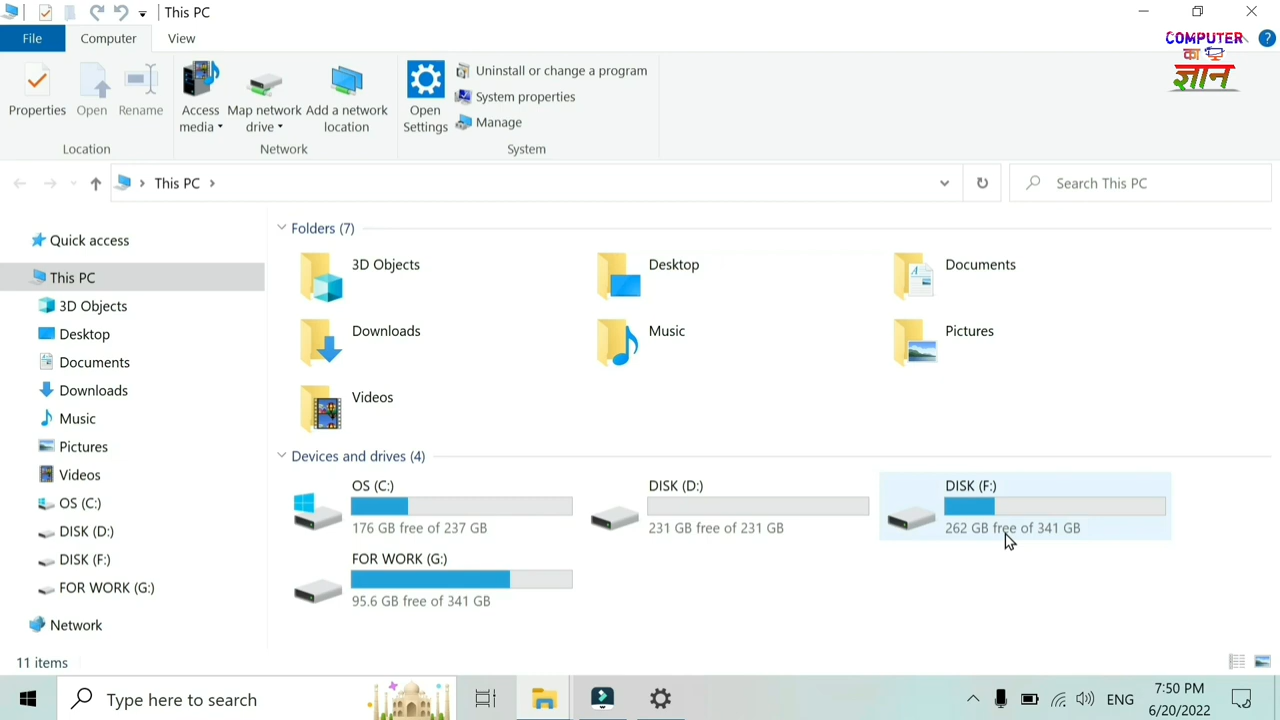 This PC
File
Computer
View
COMPUTER
का
ज्ञान
?
Properties
Open
Rename
Access media
Map network drive
Add a network location
Open Settings
Uninstall or change a program
System properties
Manage
Location
Network
System
This PC
Search This PC
Quick access
This PC
3D Objects
Desktop
Documents
Downloads
Music
Pictures
Videos
OS (C:)
DISK (D:)
DISK (F:)
FOR WORK (G:)
Network
Folders (7)
3D Objects
Desktop
Documents
Downloads
Music
Pictures
Videos
Devices and drives (4)
OS (C:)
176 GB free of 237 GB
DISK (D:)
231 GB free of 231 GB
DISK (F:)
262 GB free of 341 GB
FOR WORK (G:)
95.6 GB free of 341 GB
11 items
Type here to search
ENG
7:50 PM
6/20/2022